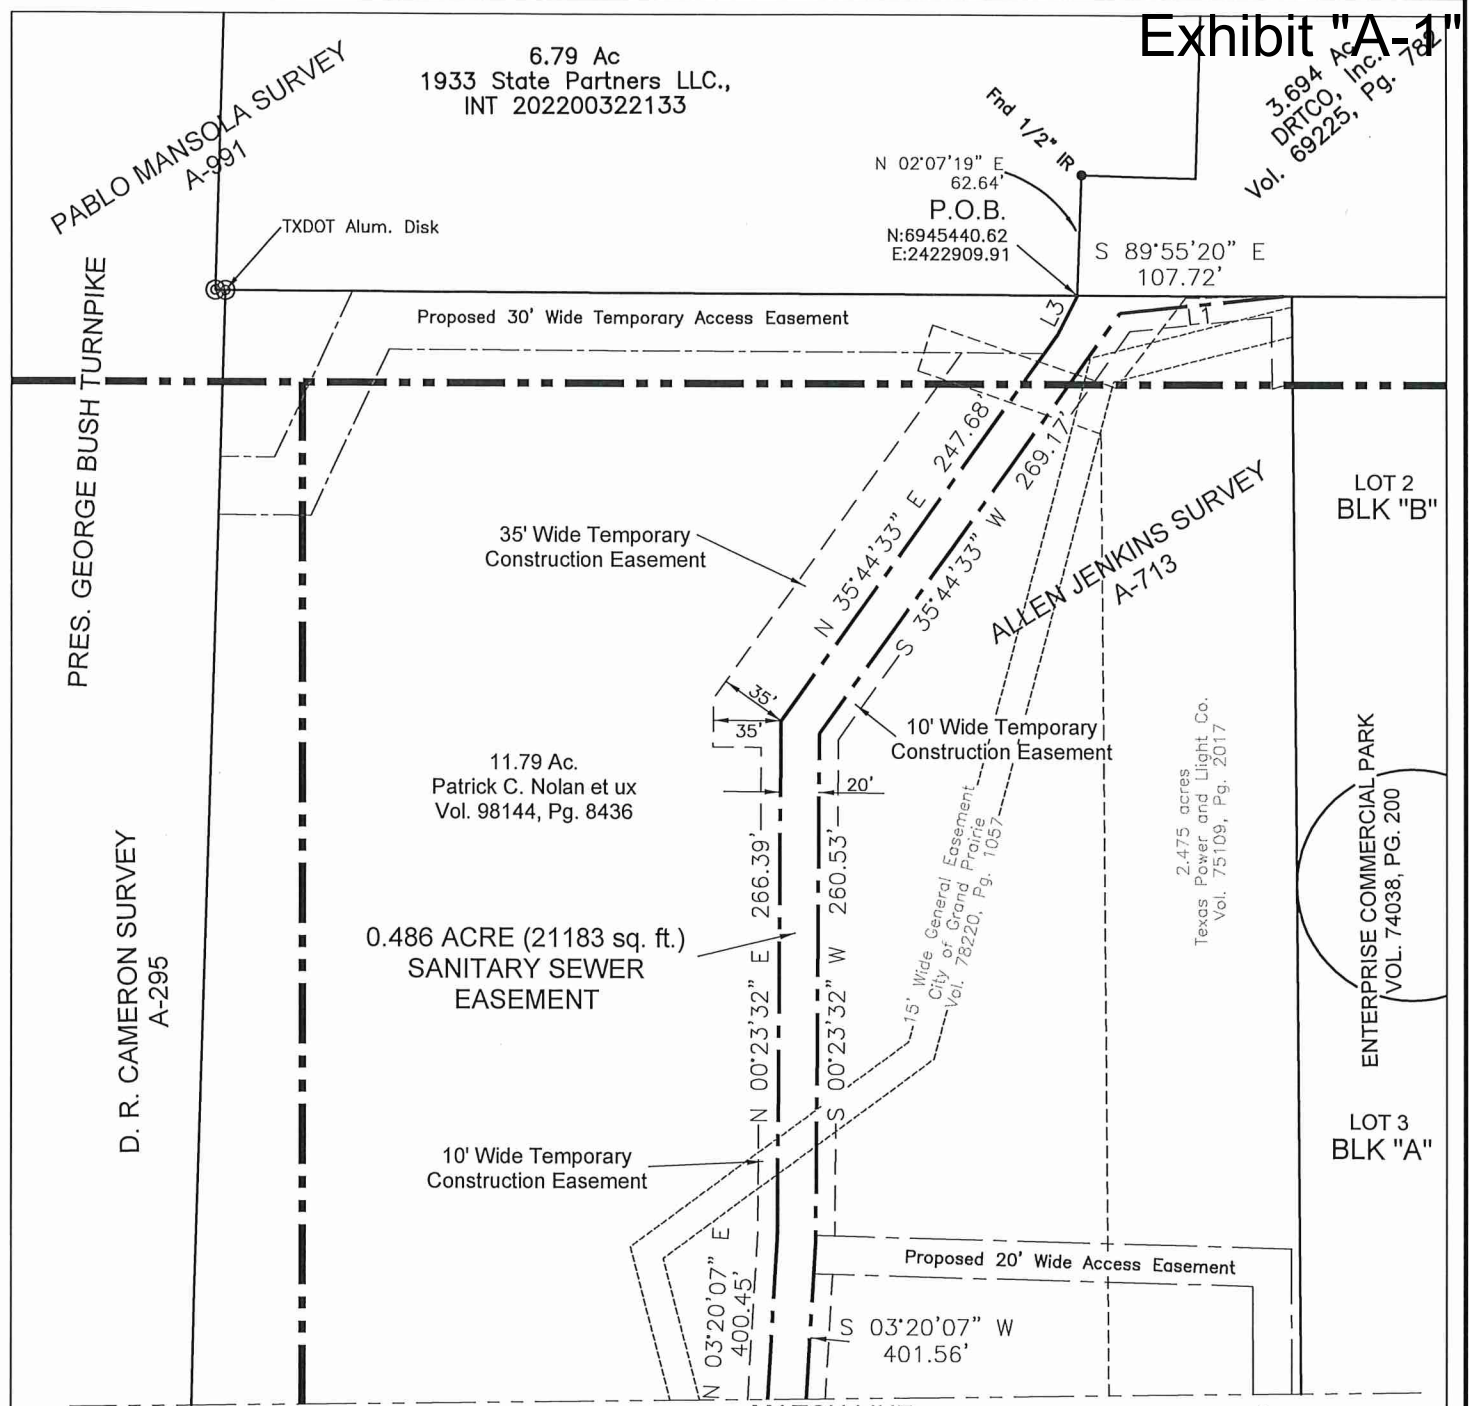 Exhibit "A-1"
6.79 Ac
1933 State Partners LLC.,
INT 202200322133
3.694 Ac
DRTCO, Inc.
Vol. 69225, Pg. 782
PABLO MANSOLA SURVEY
A-991
Fnd 1/2" IR
N 02°07'19" E
62.64'
P.O.B.
N:6945440.62
E:2422909.91
TXDOT Alum. Disk
S 89°55'20" E
107.72'
Proposed 30' Wide Temporary Access Easement
L3
L1
PRES. GEORGE BUSH TURNPIKE
N 35°44'33" E 247.68'
S 35°44'33" W 269.17'
LOT 2
BLK "B"
35' Wide Temporary
Construction Easement
ALLEN JENKINS SURVEY
A-713
35'
35'
10' Wide Temporary
Construction Easement
11.79 Ac.
Patrick C. Nolan et ux
Vol. 98144, Pg. 8436
20'
2.475 acres
Texas Power and Llight Co.
Vol. 75109, Pg. 2017
15' Wide General Easement
City of Grand Prairie
Vol. 78220, Pg. 1057
ENTERPRISE COMMERCIAL PARK
VOL. 74038, PG. 200
D. R. CAMERON SURVEY
A-295
0.486 ACRE (21183 sq. ft.)
SANITARY SEWER
EASEMENT
N 00°23'32" E 266.39'
S 00°23'32" W 260.53'
LOT 3
BLK "A"
10' Wide Temporary
Construction Easement
N 03°20'07" E
400.45'
Proposed 20' Wide Access Easement
S 03°20'07" W
401.56'